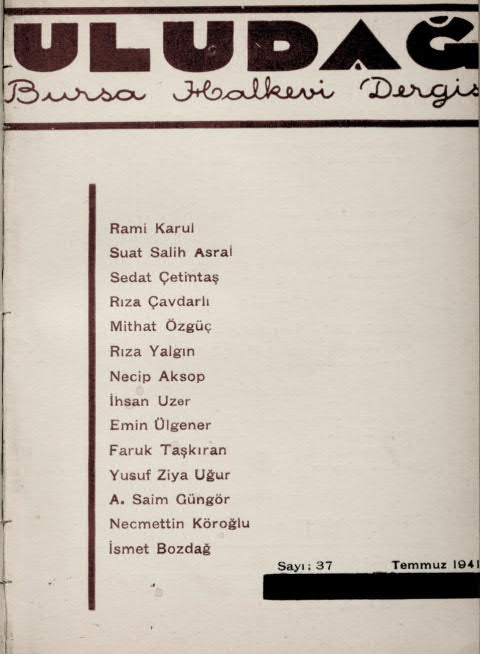 ULUDAĞ
Bursa Halkevi Dergis
Rami Karul
Suat Salih Asral
Sedat Çetintaş
Rıza Çavdarlı
Mithat Özgüç
Rıza Yalgın
Necip Aksop
İhsan Uzer
Emin Ülgener
Faruk Taşkıran
Yusuf Ziya Uğur
A. Saim Güngör
Necmettin Köroğlu
İsmet Bozdağ
Sayı: 37 Temmuz 1941